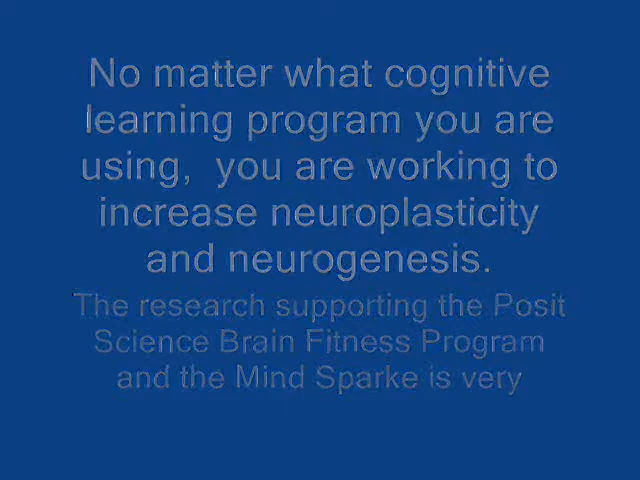 No matter what cognitive
learning program you are
using,  you are working to
increase neuroplasticity
and neurogenesis.
The research supporting the Posit
Science Brain Fitness Program
and the Mind Sparke is very